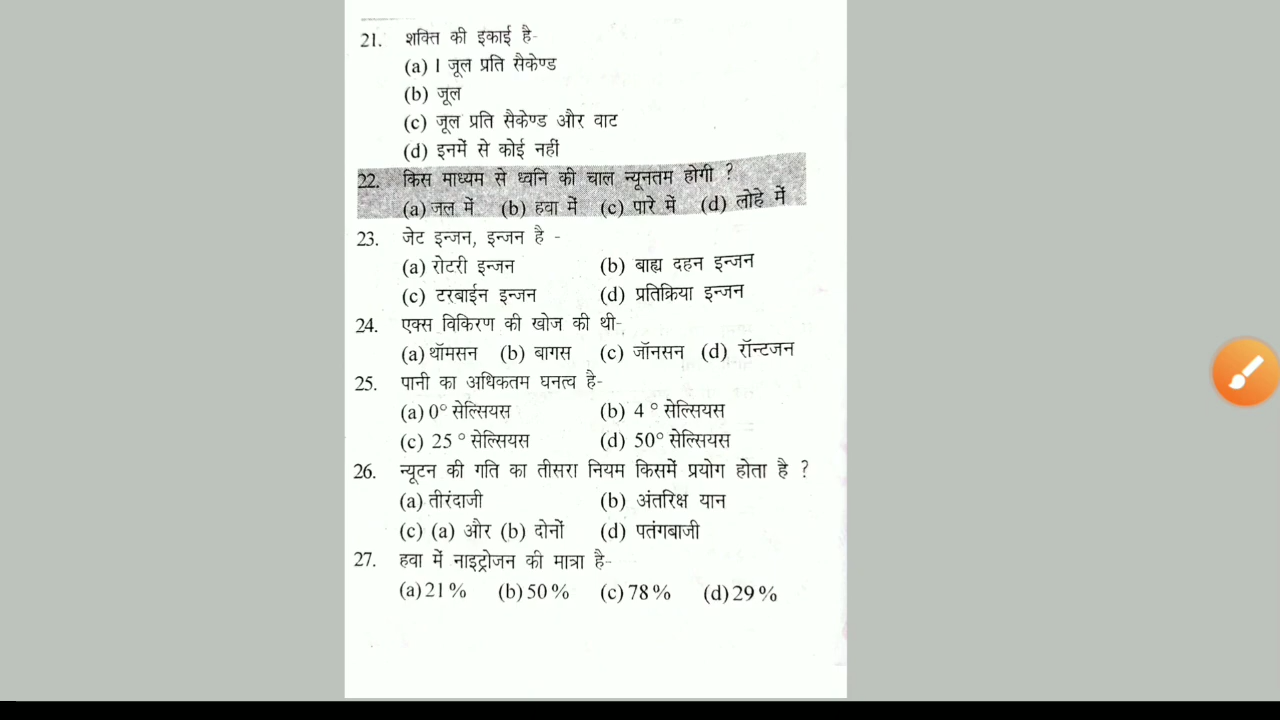 21. शक्ति की इकाई है-
(a) 1 जूल प्रति सैकेण्ड
(b) जूल
(c) जूल प्रति सैकेण्ड और वाट
(d) इनमें से कोई नहीं
22. किस माध्यम से ध्वनि की चाल न्यूनतम होगी ?
(a) जल में (b) हवा में (c) पारे में (d) लोहे में
23. जेट इन्जन, इन्जन है -
(a) रोटरी इन्जन (b) बाह्य दहन इन्जन
(c) टरबाईन इन्जन (d) प्रतिक्रिया इन्जन
24. एक्स विकिरण की खोज की थी-
(a) थॉमसन (b) बागस (c) जॉनसन (d) रॉन्टजन
25. पानी का अधिकतम घनत्व है-
(a) 0° सेल्सियस (b) 4 ° सेल्सियस
(c) 25 ° सेल्सियस (d) 50° सेल्सियस
26. न्यूटन की गति का तीसरा नियम किसमें प्रयोग होता है ?
(a) तीरंदाजी (b) अंतरिक्ष यान
(c) (a) और (b) दोनों (d) पतंगबाजी
27. हवा में नाइट्रोजन की मात्रा है-
(a) 21% (b) 50% (c) 78% (d) 29%